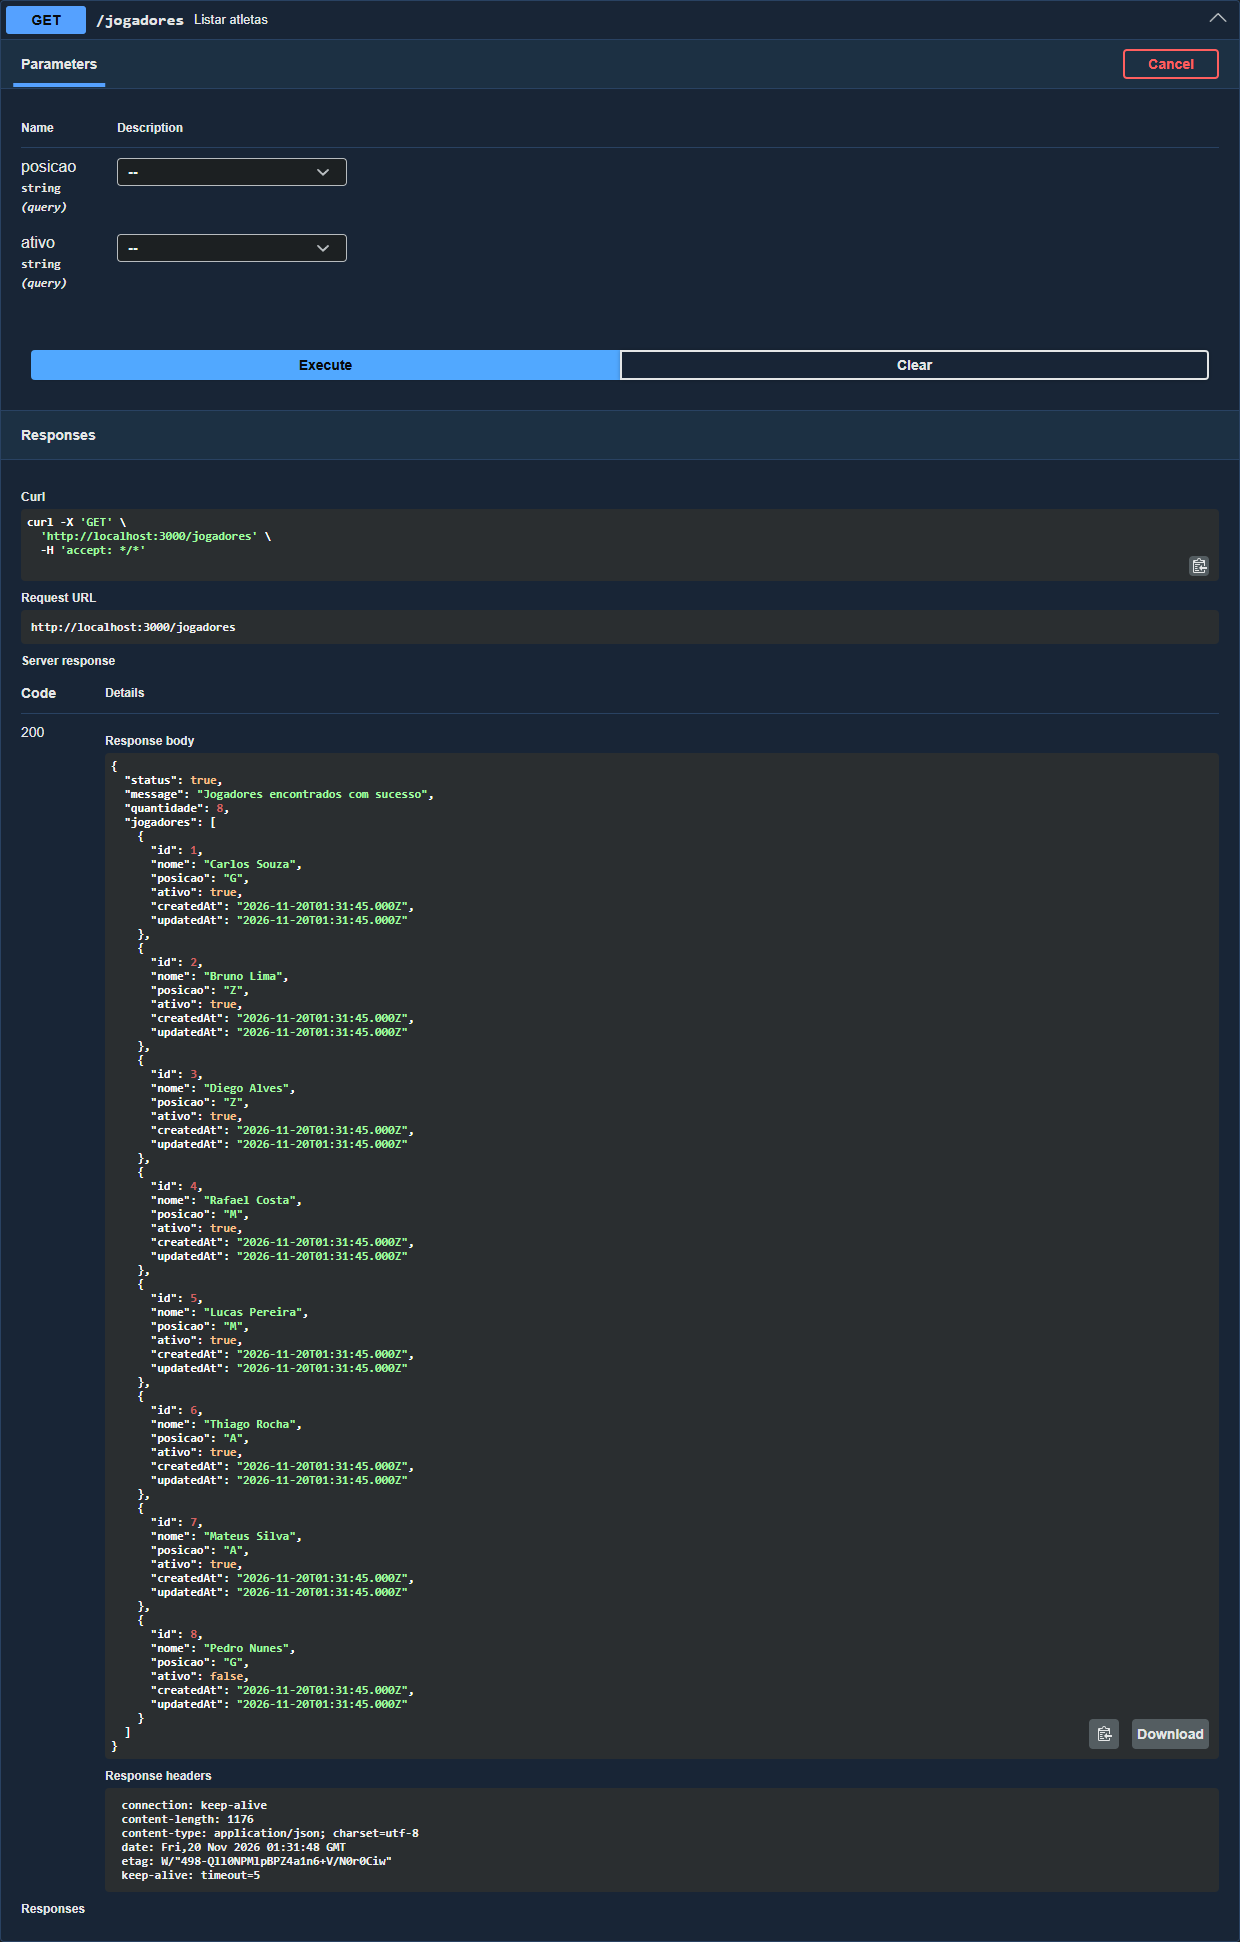 GET /jogadores Listar atletas
Parameters
Cancel
Name Description
posicao
string
(query)
--
ativo
string
(query)
--
Execute
Clear
Responses
Curl
curl -X 'GET' \
  'http://localhost:3000/jogadores' \
  -H 'accept: */*'
Request URL
http://localhost:3000/jogadores
Server response
Code Details
200
Response body
{
  "status": true,
  "message": "Jogadores encontrados com sucesso",
  "quantidade": 8,
  "jogadores": [
    {
      "id": 1,
      "nome": "Carlos Souza",
      "posicao": "G",
      "ativo": true,
      "createdAt": "2026-11-20T01:31:45.000Z",
      "updatedAt": "2026-11-20T01:31:45.000Z"
    },
    {
      "id": 2,
      "nome": "Bruno Lima",
      "posicao": "Z",
      "ativo": true,
      "createdAt": "2026-11-20T01:31:45.000Z",
      "updatedAt": "2026-11-20T01:31:45.000Z"
    },
    {
      "id": 3,
      "nome": "Diego Alves",
      "posicao": "Z",
      "ativo": true,
      "createdAt": "2026-11-20T01:31:45.000Z",
      "updatedAt": "2026-11-20T01:31:45.000Z"
    },
    {
      "id": 4,
      "nome": "Rafael Costa",
      "posicao": "M",
      "ativo": true,
      "createdAt": "2026-11-20T01:31:45.000Z",
      "updatedAt": "2026-11-20T01:31:45.000Z"
    },
    {
      "id": 5,
      "nome": "Lucas Pereira",
      "posicao": "M",
      "ativo": true,
      "createdAt": "2026-11-20T01:31:45.000Z",
      "updatedAt": "2026-11-20T01:31:45.000Z"
    },
    {
      "id": 6,
      "nome": "Thiago Rocha",
      "posicao": "A",
      "ativo": true,
      "createdAt": "2026-11-20T01:31:45.000Z",
      "updatedAt": "2026-11-20T01:31:45.000Z"
    },
    {
      "id": 7,
      "nome": "Mateus Silva",
      "posicao": "A",
      "ativo": true,
      "createdAt": "2026-11-20T01:31:45.000Z",
      "updatedAt": "2026-11-20T01:31:45.000Z"
    },
    {
      "id": 8,
      "nome": "Pedro Nunes",
      "posicao": "G",
      "ativo": false,
      "createdAt": "2026-11-20T01:31:45.000Z",
      "updatedAt": "2026-11-20T01:31:45.000Z"
    }
  ]
}
Download
Response headers
connection: keep-alive
content-length: 1176
content-type: application/json; charset=utf-8
date: Fri,20 Nov 2026 01:31:48 GMT
etag: W/"498-Qll0NPMlpBPZ4a1n6+V/N0r0Ciw"
keep-alive: timeout=5
Responses